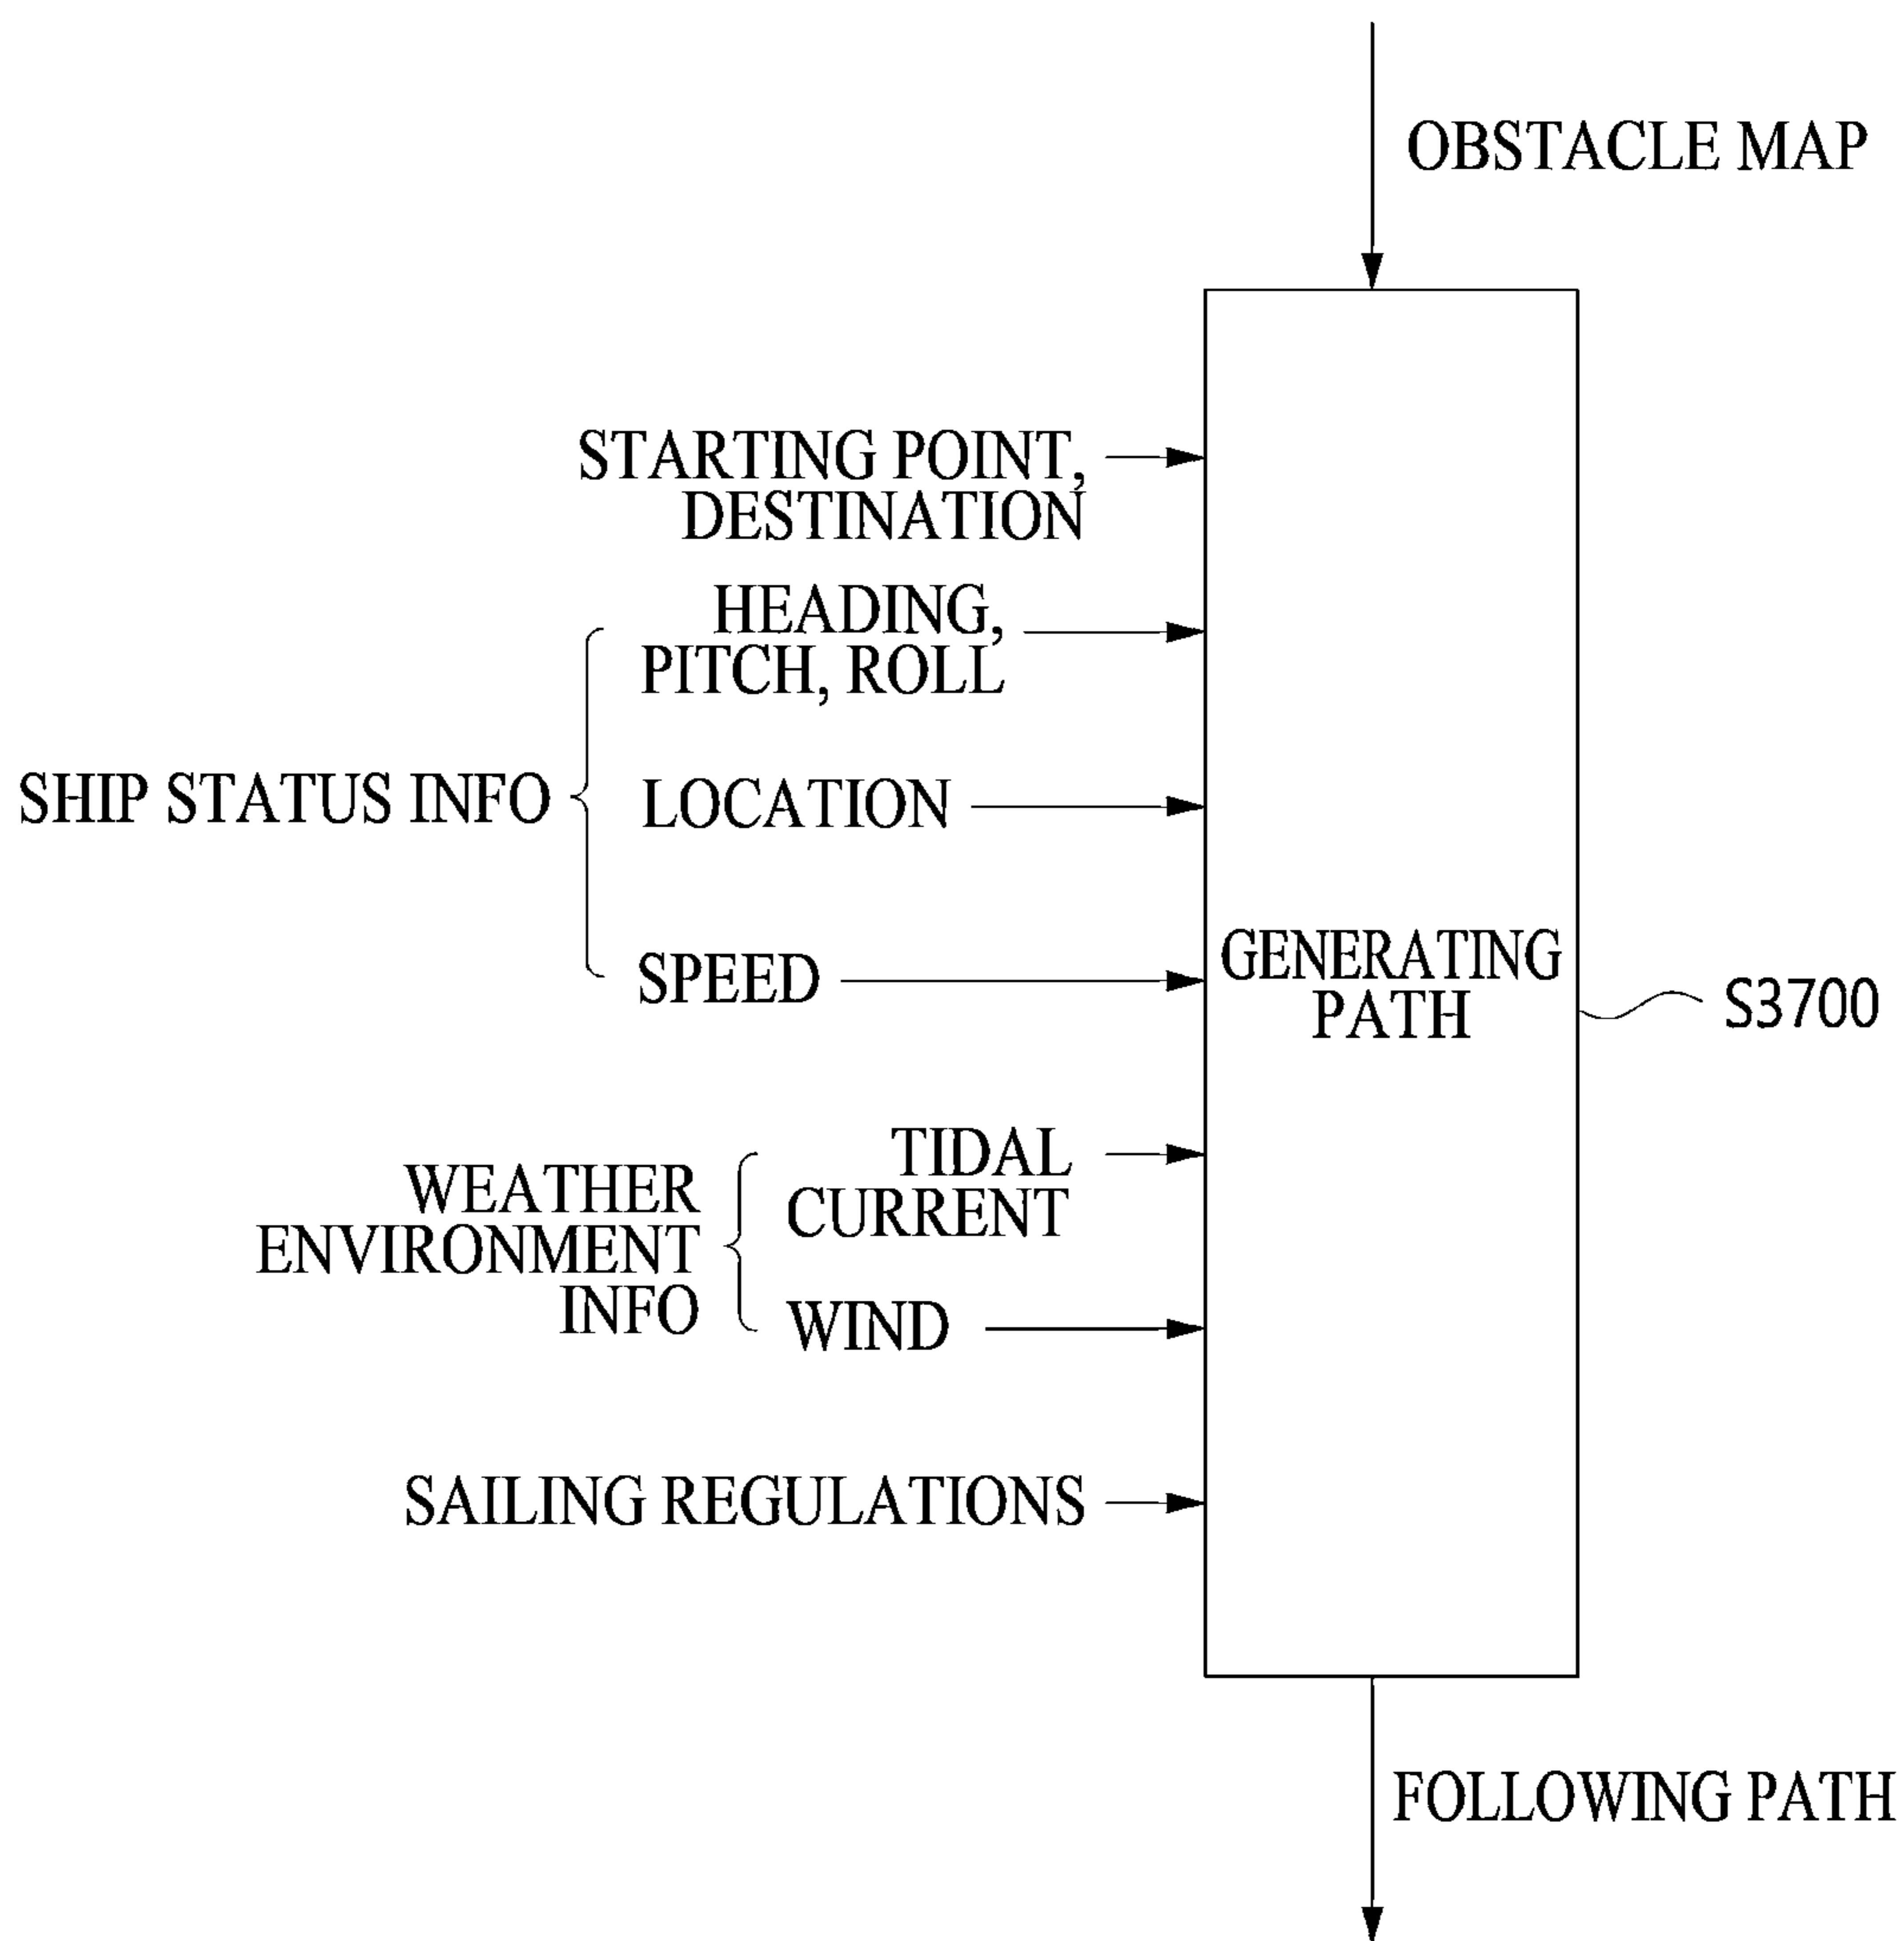 OBSTACLE MAP
STARTING POINT,
DESTINATION
HEADING,
PITCH, ROLL
SHIP STATUS INFO
LOCATION
SPEED
GENERATING
PATH
S3700
TIDAL
CURRENT
WEATHER
ENVIRONMENT
INFO
WIND
SAILING REGULATIONS
FOLLOWING PATH